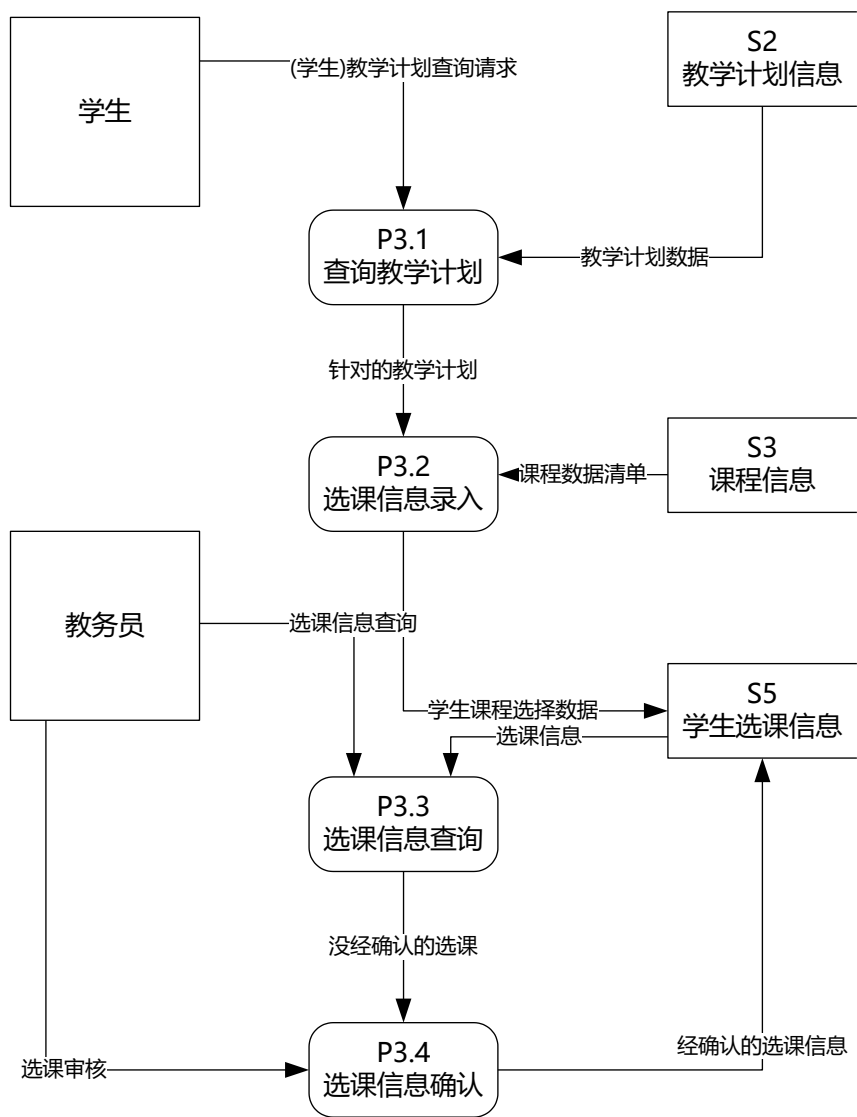 学生
(学生)教学计划查询请求
S2
教学计划信息
P3.1
查询教学计划
教学计划数据
针对的教学计划
P3.2
选课信息录入
课程数据清单
S3
课程信息
教务员
选课信息查询
学生课程选择数据
选课信息
S5
学生选课信息
P3.3
选课信息查询
没经确认的选课
选课审核
P3.4
选课信息确认
经确认的选课信息